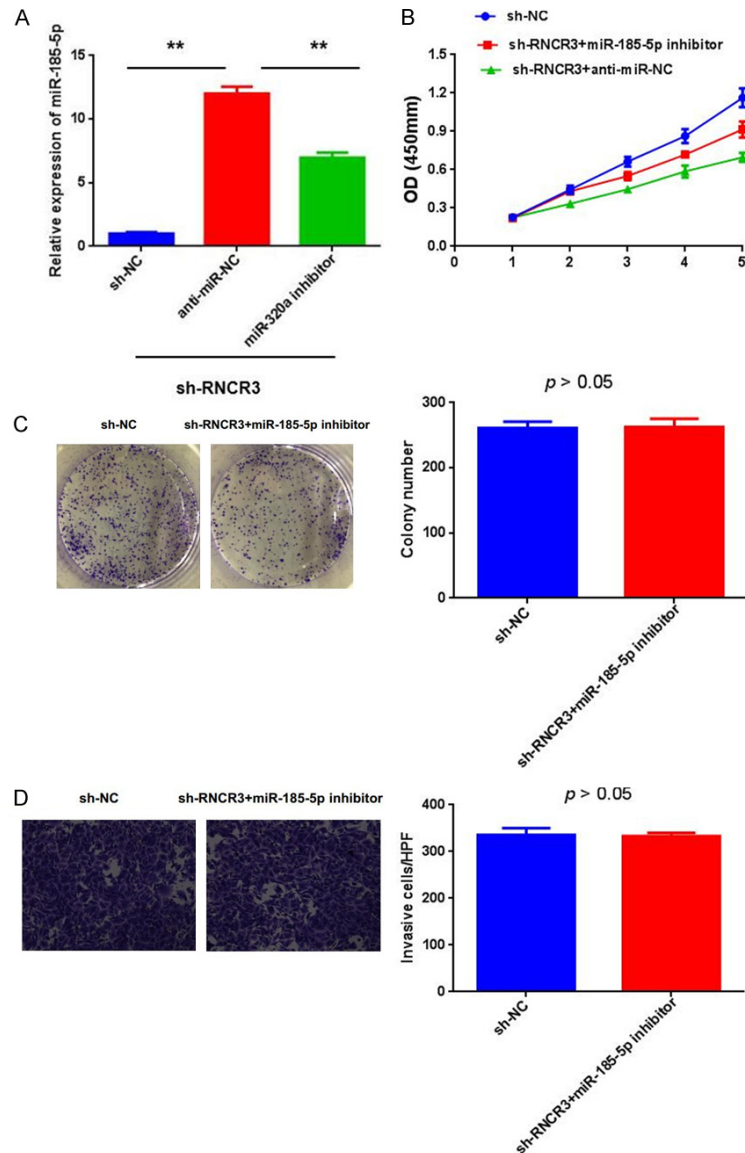 A
Relative expression of miR-185-5p
15
10
5
0
**
**
sh-NC
anti-miR-NC
miR-320a inhibitor
sh-RNCR3
B
sh-NC
sh-RNCR3+miR-185-5p inhibitor
sh-RNCR3+anti-miR-NC
OD (450mm)
1.5
1.2
0.9
0.6
0.3
0.0
0
1
2
3
4
5
C
sh-NC
sh-RNCR3+miR-185-5p inhibitor
p > 0.05
Colony number
300
200
100
0
sh-NC
sh-RNCR3+miR-185-5p inhibitor
D
sh-NC
sh-RNCR3+miR-185-5p inhibitor
p > 0.05
Invasive cells/HPF
400
300
200
100
0
sh-NC
sh-RNCR3+miR-185-5p inhibitor